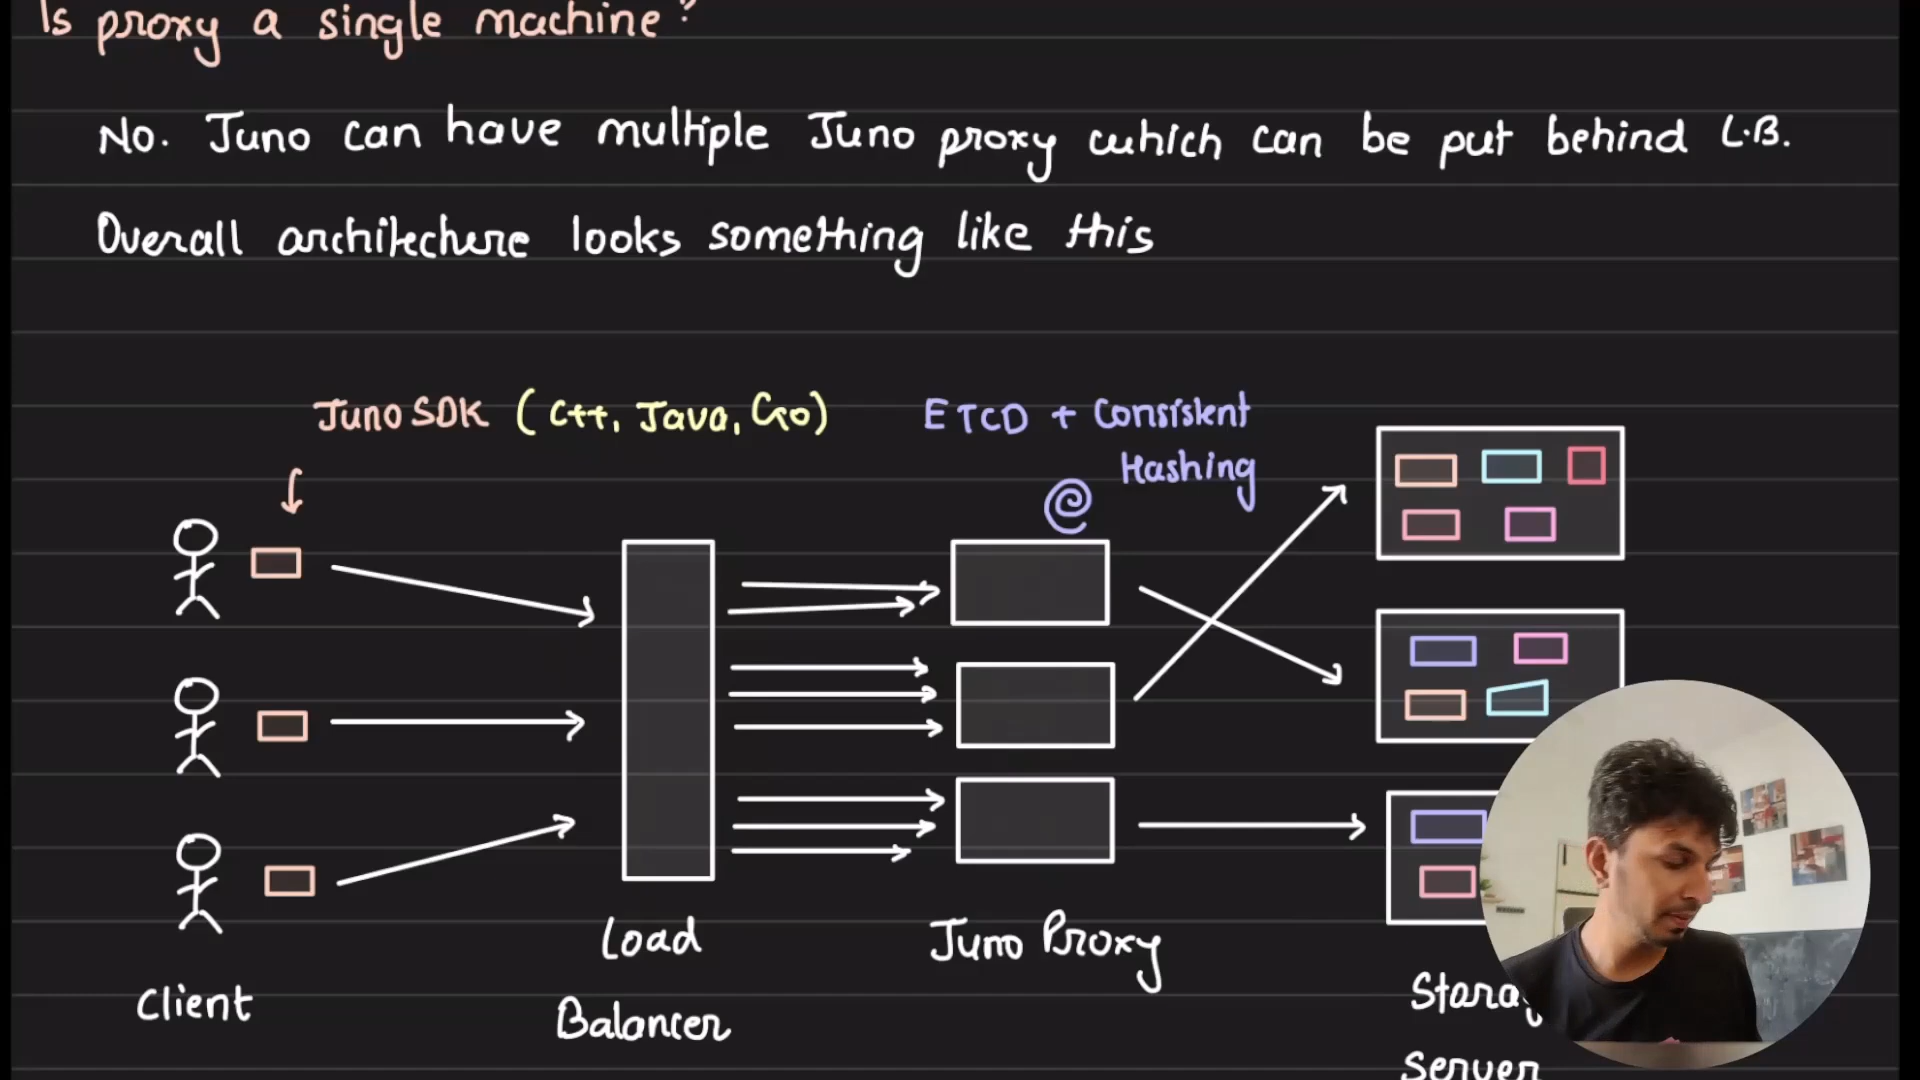 Is proxy a single machine?
No. Juno can have multiple Juno proxy which can be put behind L.B.
Overall architechure looks something like this
Juno SDK (C++, Java, Go)
ETCD + Consistent
Hashing
Load
Balancer
Juno Proxy
Client
Server